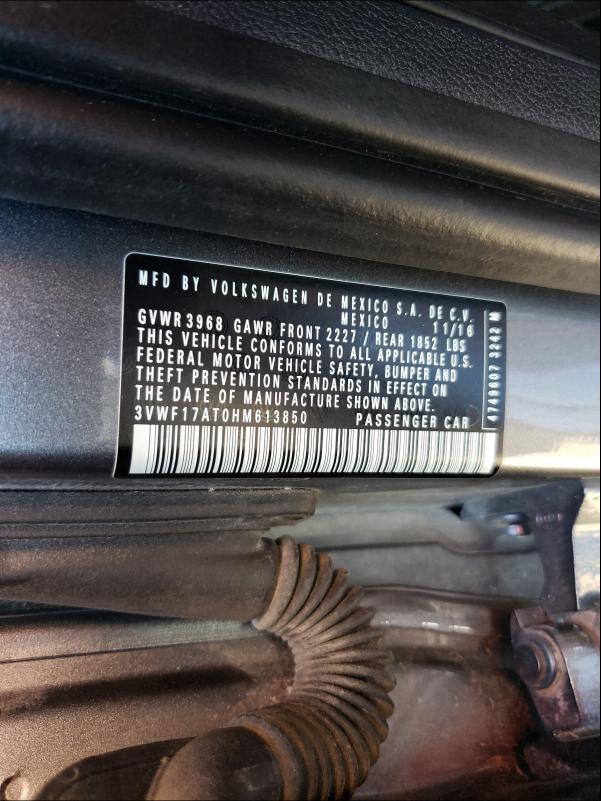 MFD BY VOLKSWAGEN DE MEXICO S.A. DE C.V.
MEXICO 11/16
GVWR 3968 GAWR FRONT 2227 / REAR 1852 LBS
THIS VEHICLE CONFORMS TO ALL APPLICABLE U.S.
FEDERAL MOTOR VEHICLE SAFETY, BUMPER AND
THEFT PREVENTION STANDARDS IN EFFECT ON
THE DATE OF MANUFACTURE SHOWN ABOVE.
3VWF17AT0HM613850 PASSENGER CAR
4749607 3242 M